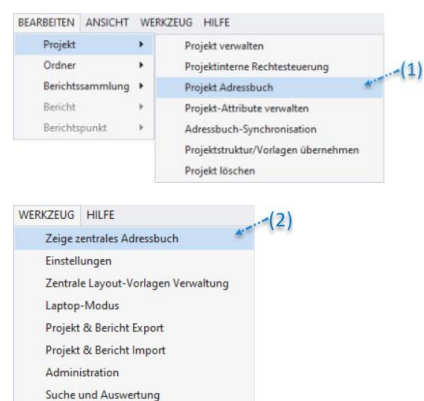 BEARBEITEN ANSICHT WERKZEUG HILFE
Projekt
Ordner
Berichtssammlung
Bericht
Berichtspunkt
Projekt verwalten
Projektinterne Rechtesteuerung
Projekt Adressbuch
(1)
Projekt-Attribute verwalten
Adressbuch-Synchronisation
Projektstruktur/Vorlagen übernehmen
Projekt löschen
WERKZEUG HILFE
Zeige zentrales Adressbuch
(2)
Einstellungen
Zentrale Layout-Vorlagen Verwaltung
Laptop-Modus
Projekt & Bericht Export
Projekt & Bericht Import
Administration
Suche und Auswertung